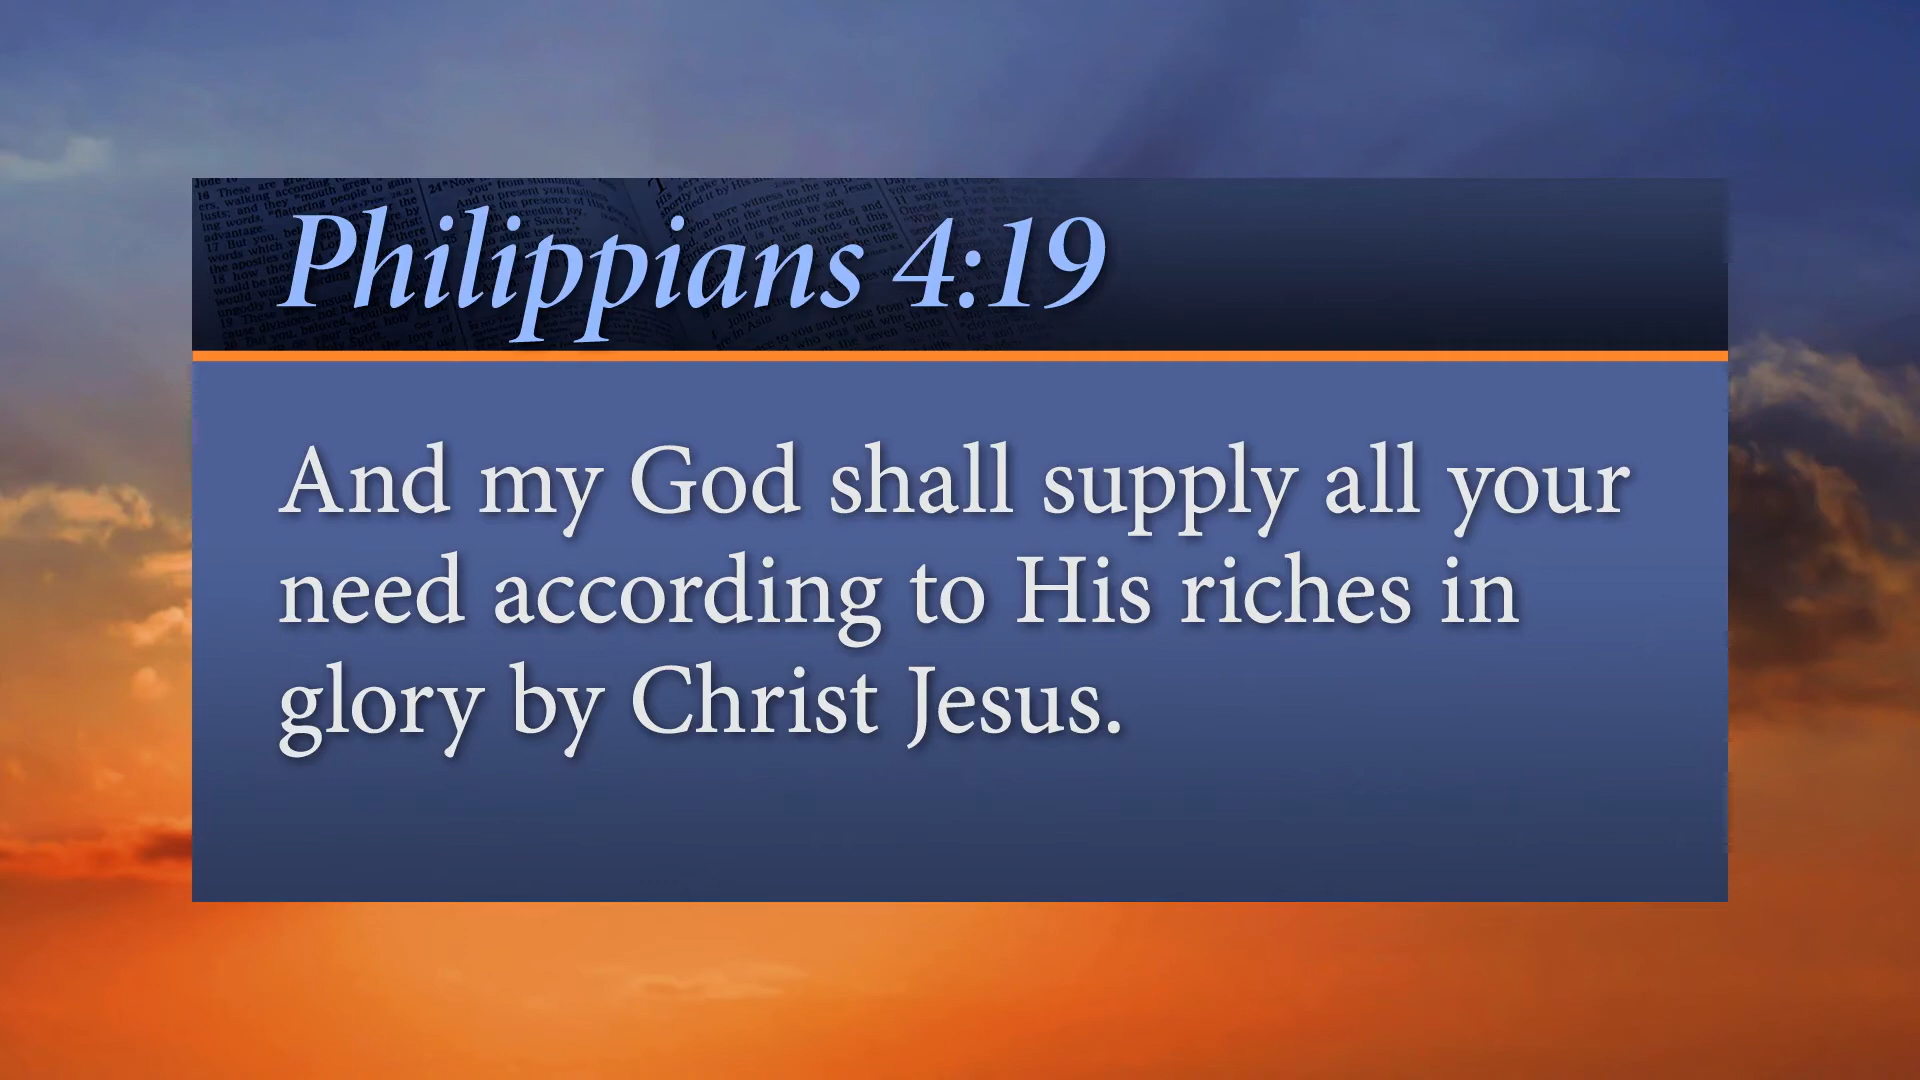 Philippians 4:19
And my God shall supply all your
need according to His riches in
glory by Christ Jesus.